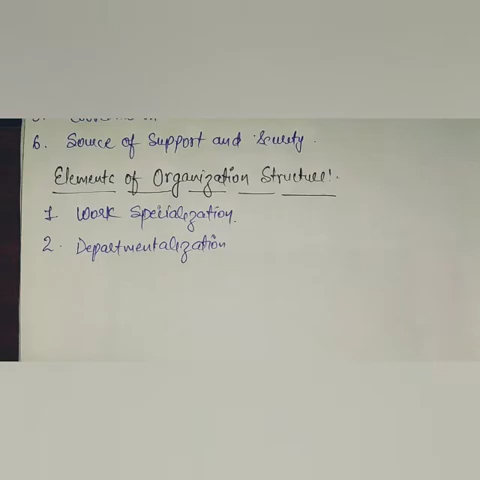 6. Source of Support and Security.
Elements of Organization Structure:
1. Work Specialization.
2. Departmentalization